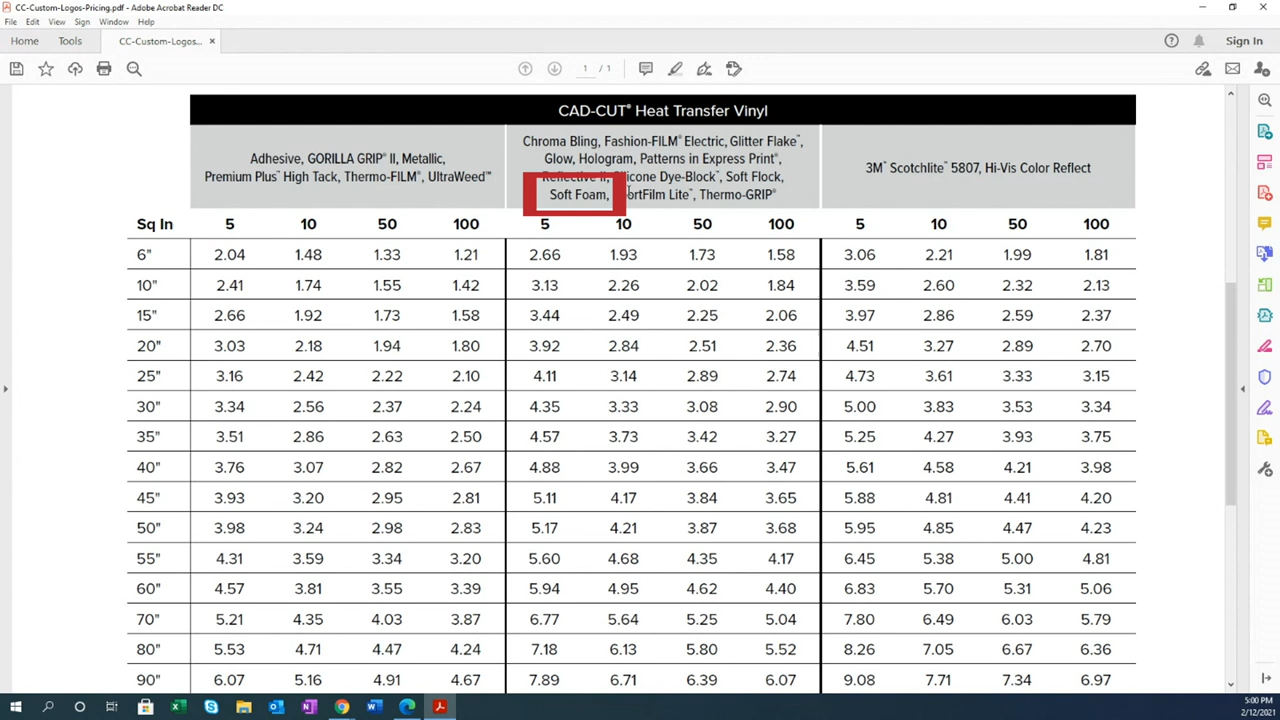 CC-Custom-Logos-Pricing.pdf - Adobe Acrobat Reader DC
File Edit View Sign Window Help
Home Tools CC-Custom-Logos... × Sign In
1 / 1
CAD-CUT® Heat Transfer Vinyl
Adhesive, GORILLA GRIP® II, Metallic,
Premium Plus™ High Tack, Thermo-FILM®, UltraWeed™
Chroma Bling, Fashion-FILM® Electric, Glitter Flake™,
Glow, Hologram, Patterns in Express Print®,
Reflective II, Silicone Dye-Block™, Soft Flock,
Soft Foam, SportFilm Lite™, Thermo-GRIP®
3M™ Scotchlite™ 5807, Hi-Vis Color Reflect
Sq In 5 10 50 100 5 10 50 100 5 10 50 100
6" 2.04 1.48 1.33 1.21 2.66 1.93 1.73 1.58 3.06 2.21 1.99 1.81
10" 2.41 1.74 1.55 1.42 3.13 2.26 2.02 1.84 3.59 2.60 2.32 2.13
15" 2.66 1.92 1.73 1.58 3.44 2.49 2.25 2.06 3.97 2.86 2.59 2.37
20" 3.03 2.18 1.94 1.80 3.92 2.84 2.51 2.36 4.51 3.27 2.89 2.70
25" 3.16 2.42 2.22 2.10 4.11 3.14 2.89 2.74 4.73 3.61 3.33 3.15
30" 3.34 2.56 2.37 2.24 4.35 3.33 3.08 2.90 5.00 3.83 3.53 3.34
35" 3.51 2.86 2.63 2.50 4.57 3.73 3.42 3.27 5.25 4.27 3.93 3.75
40" 3.76 3.07 2.82 2.67 4.88 3.99 3.66 3.47 5.61 4.58 4.21 3.98
45" 3.93 3.20 2.95 2.81 5.11 4.17 3.84 3.65 5.88 4.81 4.41 4.20
50" 3.98 3.24 2.98 2.83 5.17 4.21 3.87 3.68 5.95 4.85 4.47 4.23
55" 4.31 3.59 3.34 3.20 5.60 4.68 4.35 4.17 6.45 5.38 5.00 4.81
60" 4.57 3.81 3.55 3.39 5.94 4.95 4.62 4.40 6.83 5.70 5.31 5.06
70" 5.21 4.35 4.03 3.87 6.77 5.64 5.25 5.04 7.80 6.49 6.03 5.79
80" 5.53 4.71 4.47 4.24 7.18 6.13 5.80 5.52 8.26 7.05 6.67 6.36
90" 6.07 5.16 4.91 4.67 7.89 6.71 6.39 6.07 9.08 7.71 7.34 6.97
5:00 PM
2/12/2021